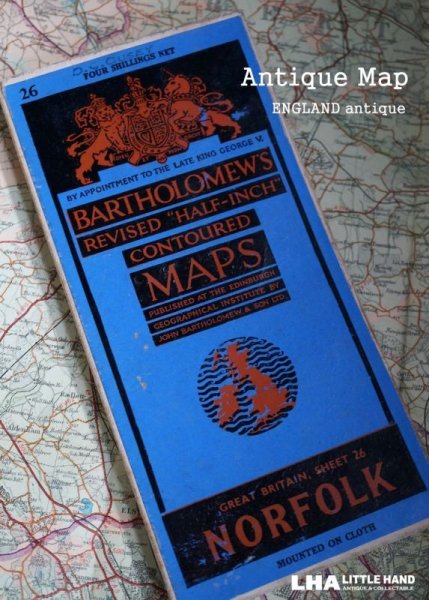 26
FOUR SHILLINGS NET
Antique Map
ENGLAND antique
BY APPOINTMENT TO THE LATE KING GEORGE V.
BARTHOLOMEW'S
REVISED "HALF-INCH"
CONTOURED
MAPS
PUBLISHED AT THE EDINBURGH
GEOGRAPHICAL INSTITUTE BY
JOHN BARTHOLOMEW & SON LTD.
GREAT BRITAIN, SHEET 26
NORFOLK
MOUNTED ON CLOTH
LHA LITTLE HAND
ANTIQUE & COLLECTABLE